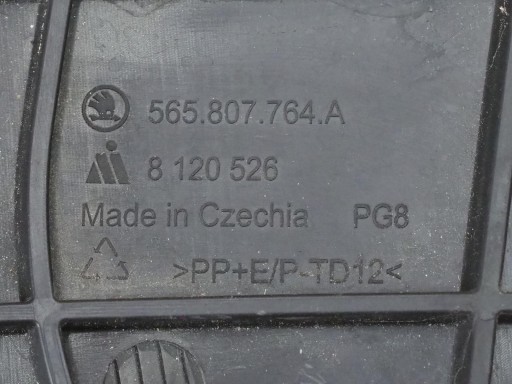 565.807.764.A
8 120 526
Made in Czechia PG8
>PP+E/P-TD12<